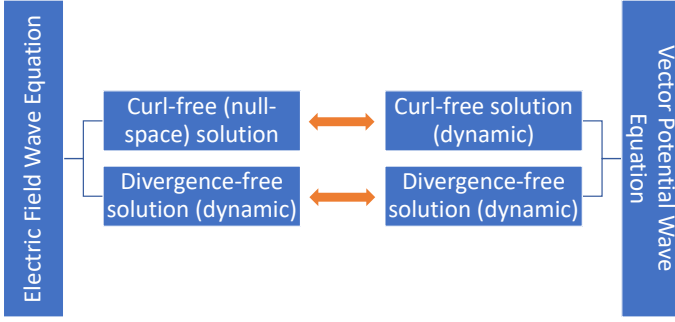 Electric Field Wave Equation
Curl-free (null-
space) solution
Divergence-free
solution (dynamic)
Curl-free solution
(dynamic)
Divergence-free
solution (dynamic)
Vector Potential Wave
Equation